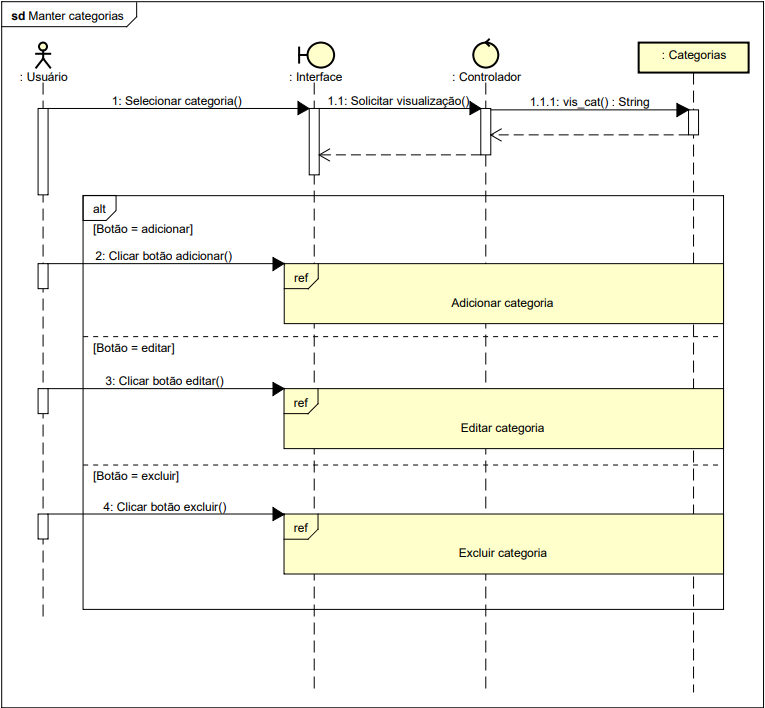 sd Manter categorias
: Usuário
: Interface
: Controlador
: Categorias
1: Selecionar categoria()
1.1: Solicitar visualização()
1.1.1: vis_cat() : String
alt
[Botão = adicionar]
2: Clicar botão adicionar()
ref
Adicionar categoria
[Botão = editar]
3: Clicar botão editar()
ref
Editar categoria
[Botão = excluir]
4: Clicar botão excluir()
ref
Excluir categoria